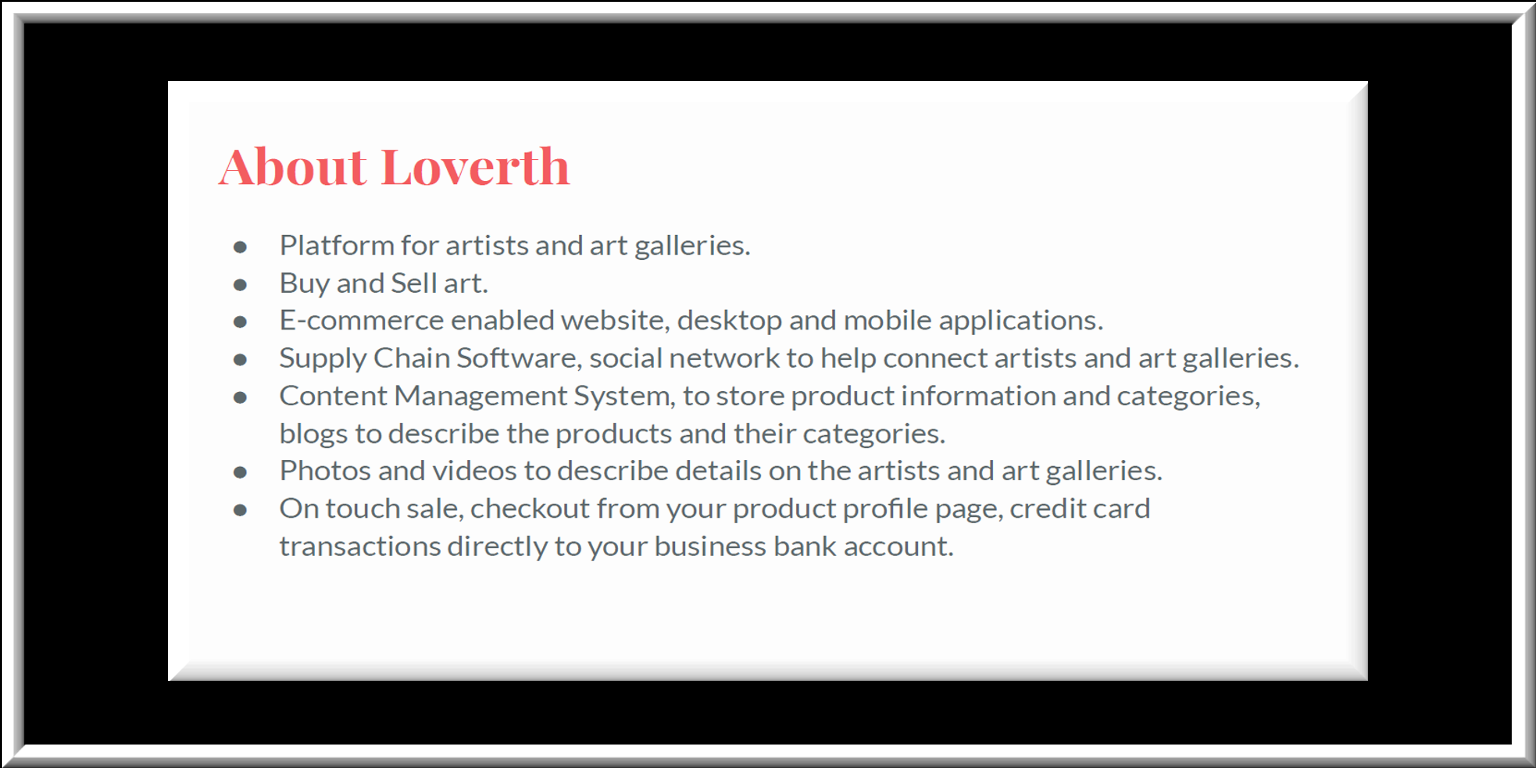 About Loverth
● Platform for artists and art galleries.
● Buy and Sell art.
● E-commerce enabled website, desktop and mobile applications.
● Supply Chain Software, social network to help connect artists and art galleries.
● Content Management System, to store product information and categories,
blogs to describe the products and their categories.
● Photos and videos to describe details on the artists and art galleries.
● On touch sale, checkout from your product profile page, credit card
transactions directly to your business bank account.